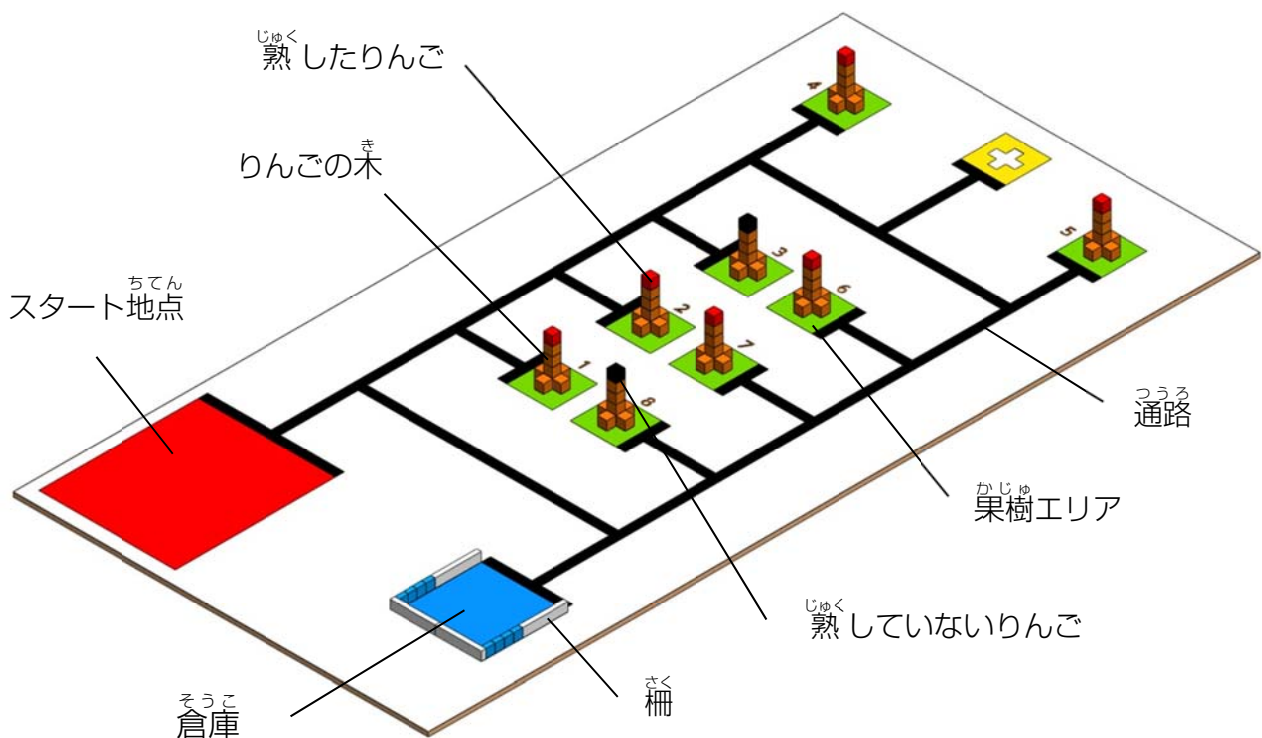 じゅく
熟したりんご
き
りんごの木
ちてん
スタート地点
4
5
3
6
2
7
1
8
つうろ
通路
かじゅ
果樹エリア
じゅく
熟していないりんご
さく
柵
そうこ
倉庫